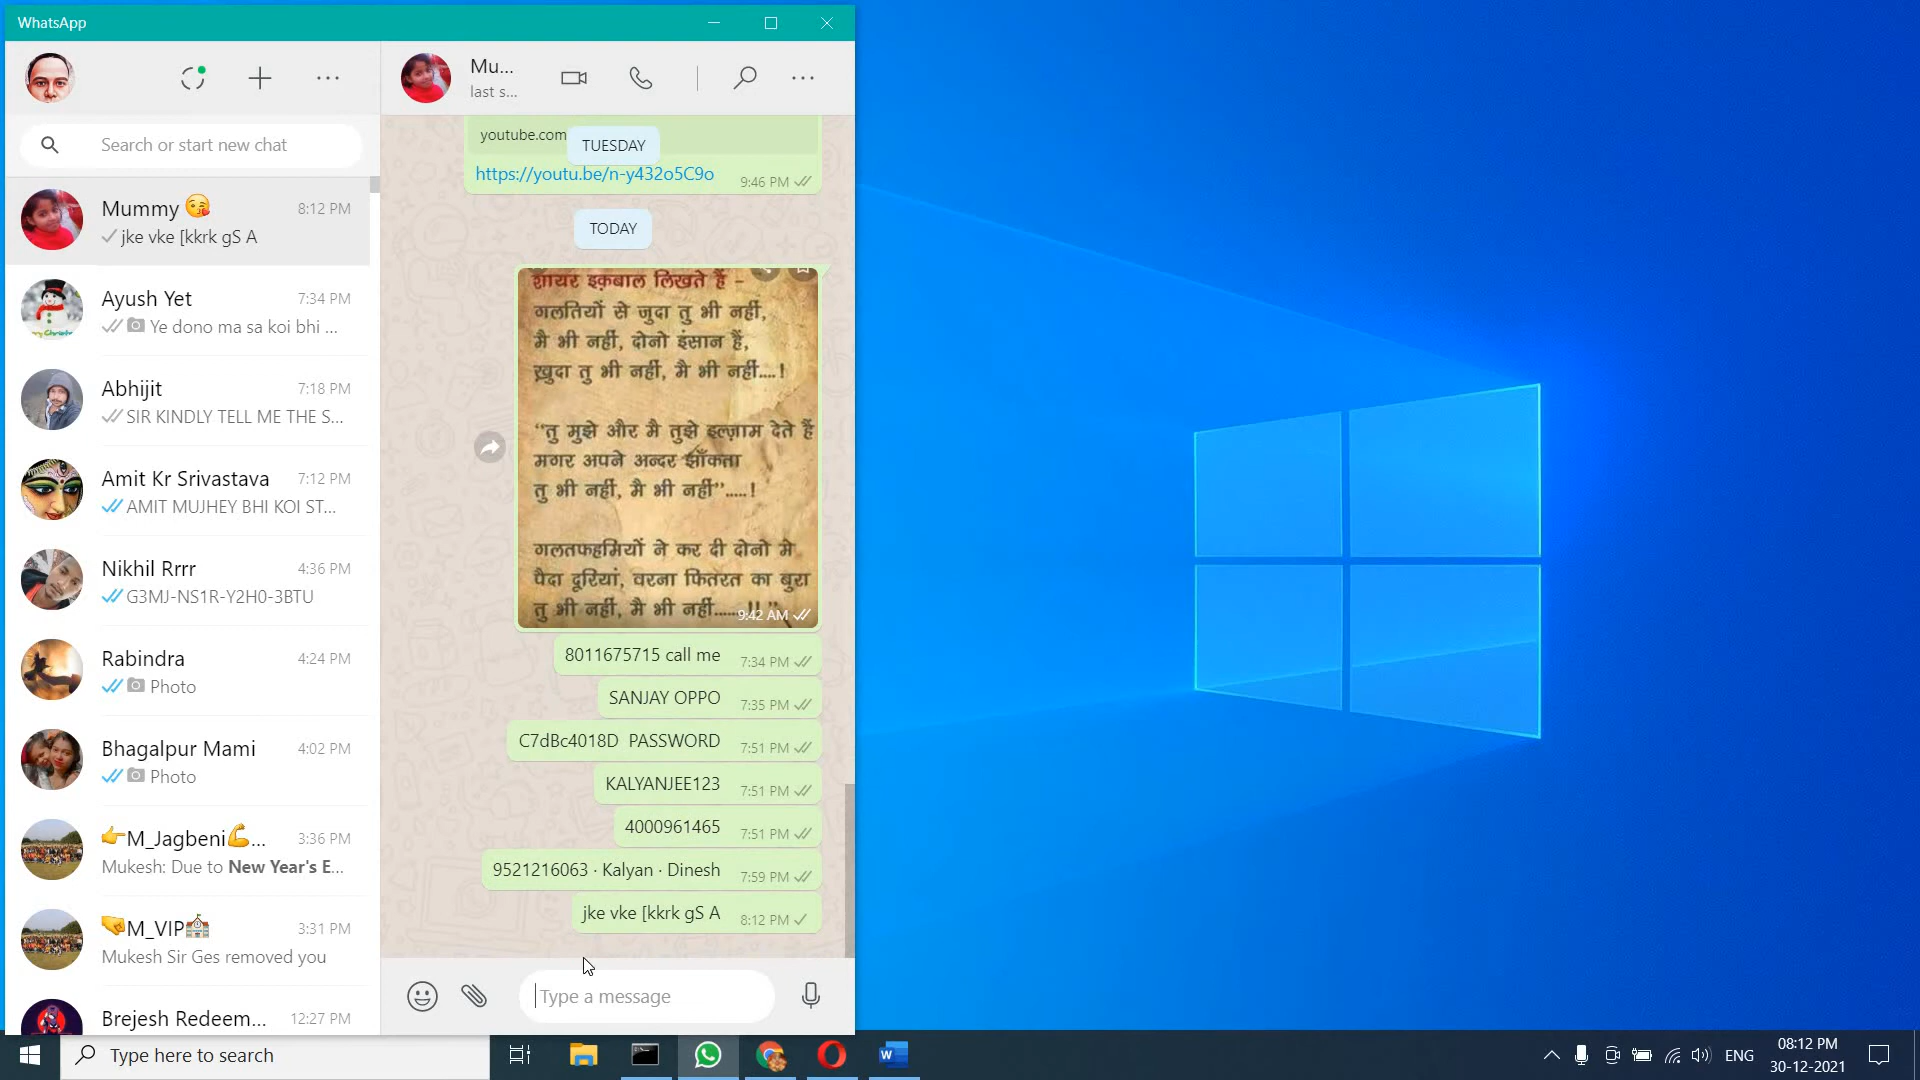 WhatsApp
Search or start new chat
Mummy 😘 8:12 PM
jke vke [kkrk gS A
Ayush Yet 7:34 PM
Ye dono ma sa koi bhi ...
Abhijit 7:18 PM
SIR KINDLY TELL ME THE S...
Amit Kr Srivastava 7:12 PM
AMIT MUJHEY BHI KOI ST...
Nikhil Rrrr 4:36 PM
G3MJ-NS1R-Y2H0-3BTU
Rabindra 4:24 PM
Photo
Bhagalpur Mami 4:02 PM
Photo
👉M_Jagbeni💪... 3:36 PM
Mukesh: Due to New Year's E...
🤜M_VIP🏫 3:31 PM
Mukesh Sir Ges removed you
Brejesh Redeem... 12:27 PM
Mu...
last s...
youtube.com
TUESDAY
https://youtu.be/n-y432o5C9o 9:46 PM
TODAY
शायर इक़बाल लिखते हैं -
गलतियों से जुदा तु भी नहीं,
मै भी नहीं, दोनो इंसान हैं,
ख़ुदा तु भी नहीं, मै भी नहीं....!
“तु मुझे और मै तुझे इल्ज़ाम देते हैं
मगर अपने अन्दर झाँकता
तु भी नहीं, मै भी नहीं”.....!
गलतफहमियों ने कर दी दोनो मे
पैदा दूरियां, वरना फितरत का बुरा
तु भी नहीं, मै भी नहीं......!!”
9:42 AM
8011675715 call me 7:34 PM
SANJAY OPPO 7:35 PM
C7dBc4018D PASSWORD 7:51 PM
KALYANJEE123 7:51 PM
4000961465 7:51 PM
9521216063 · Kalyan · Dinesh 7:59 PM
jke vke [kkrk gS A 8:12 PM
Type a message
Type here to search
ENG
08:12 PM
30-12-2021